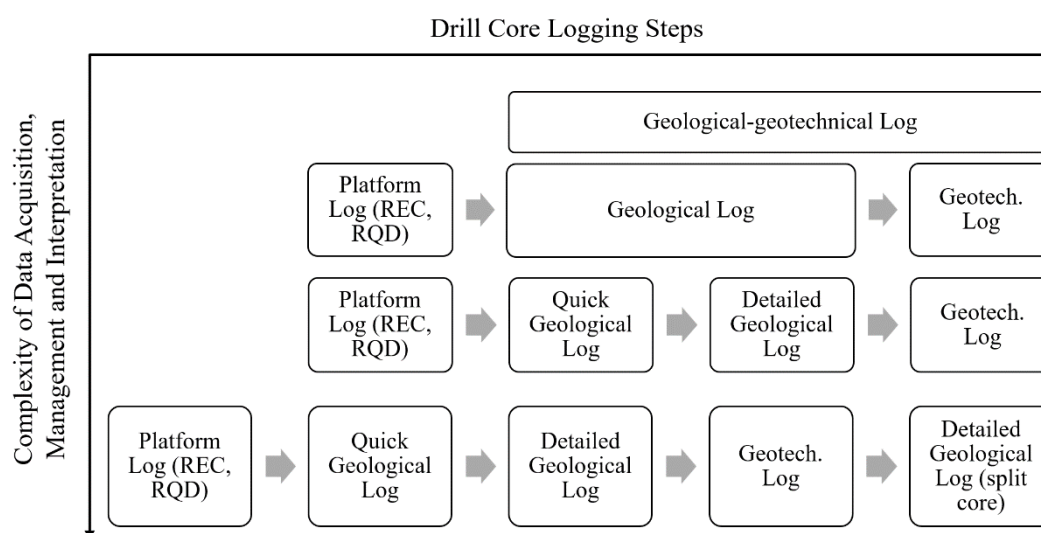 Drill Core Logging Steps
Complexity of Data Acquisition,
Management and Interpretation
Geological-geotechnical Log
Platform
Log (REC,
RQD)
Geological Log
Geotech.
Log
Platform
Log (REC,
RQD)
Quick
Geological
Log
Detailed
Geological
Log
Geotech.
Log
Platform
Log (REC,
RQD)
Quick
Geological
Log
Detailed
Geological
Log
Geotech.
Log
Detailed
Geological
Log (split
core)